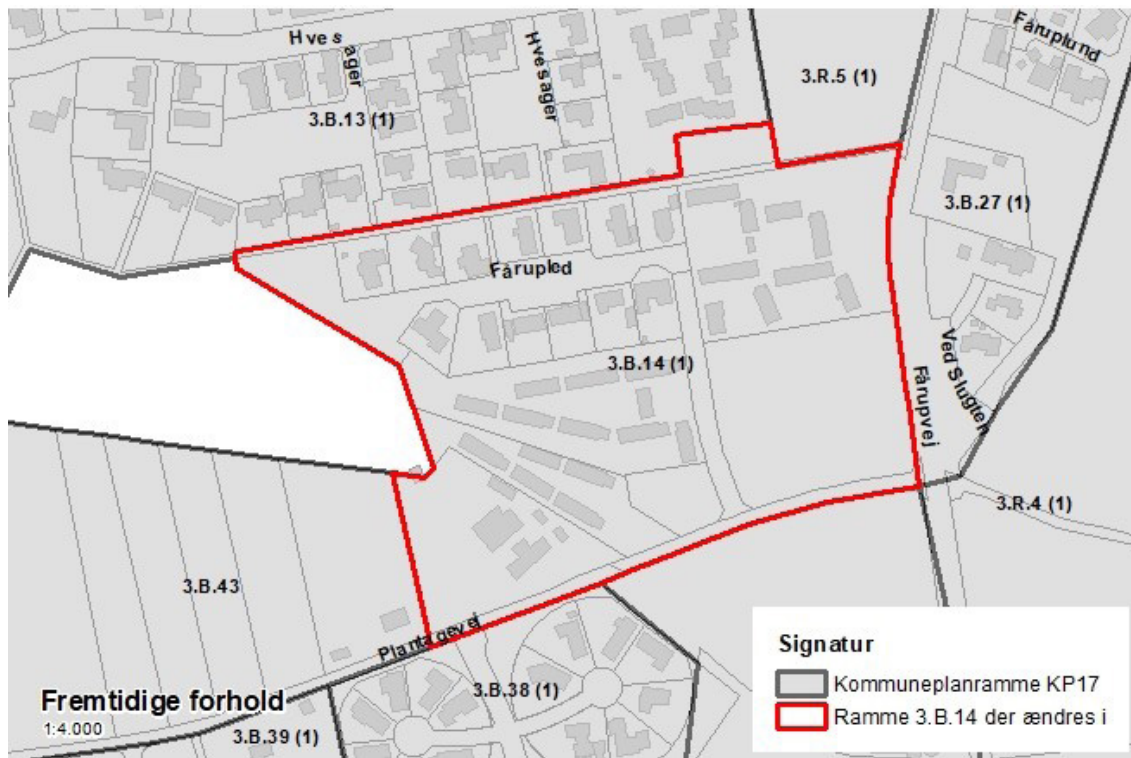 Hvesager
Hvesager
Fåruplund
3.R.5 (1)
3.B.13 (1)
3.B.27 (1)
Fårupled
3.B.14 (1)
Ved Slugten
Fårupvej
3.R.4 (1)
3.B.43
Plantagevej
3.B.38 (1)
3.B.39 (1)
Fremtidige forhold
1:4.000
Signatur
Kommuneplanramme KP17
Ramme 3.B.14 der ændres i